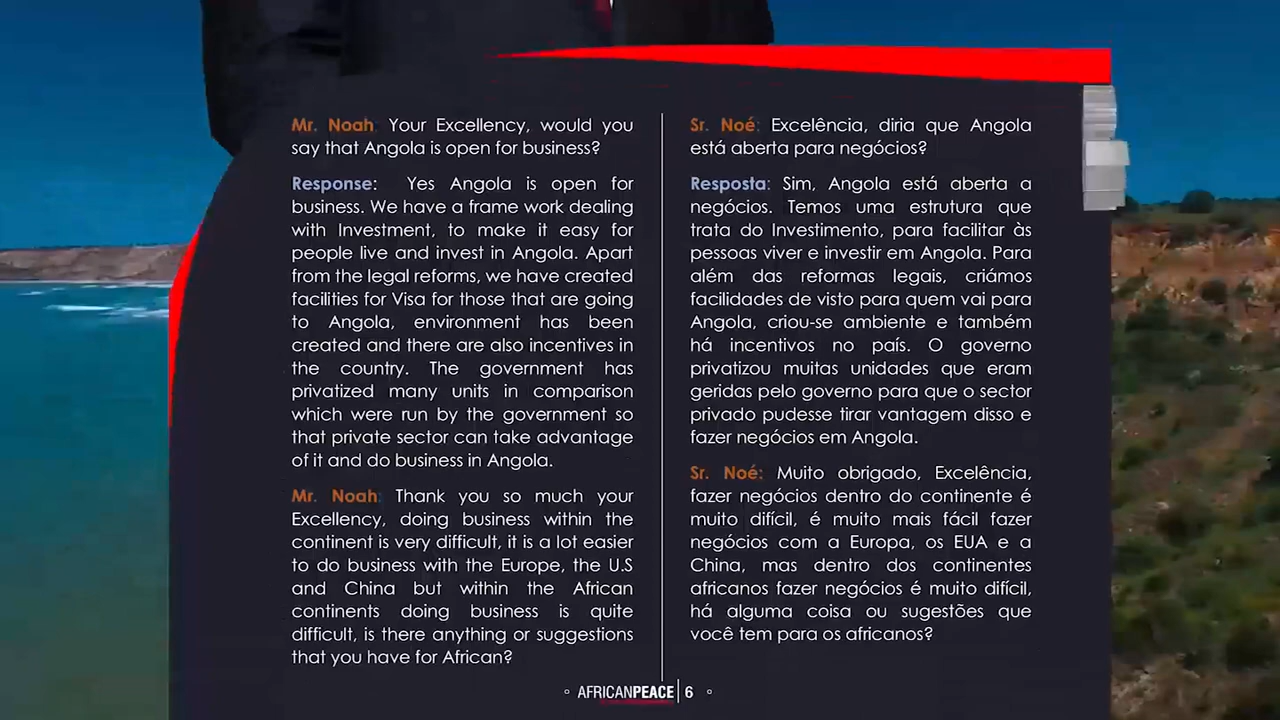 Mr. Noah: Your Excellency, would you
say that Angola is open for business?
Response: Yes Angola is open for
business. We have a frame work dealing
with Investment, to make it easy for
people live and invest in Angola. Apart
from the legal reforms, we have created
facilities for Visa for those that are going
to Angola, environment has been
created and there are also incentives in
the country. The government has
privatized many units in comparison
which were run by the government so
that private sector can take advantage
of it and do business in Angola.
Mr. Noah: Thank you so much your
Excellency, doing business within the
continent is very difficult, it is a lot easier
to do business with the Europe, the U.S
and China but within the African
continents doing business is quite
difficult, is there anything or suggestions
that you have for African?
Sr. Noé: Excelência, diria que Angola
está aberta para negócios?
Resposta: Sim, Angola está aberta a
negócios. Temos uma estrutura que
trata do Investimento, para facilitar às
pessoas viver e investir em Angola. Para
além das reformas legais, criámos
facilidades de visto para quem vai para
Angola, criou-se ambiente e também
há incentivos no país. O governo
privatizou muitas unidades que eram
geridas pelo governo para que o sector
privado pudesse tirar vantagem disso e
fazer negócios em Angola.
Sr. Noé: Muito obrigado, Excelência,
fazer negócios dentro do continente é
muito difícil, é muito mais fácil fazer
negócios com a Europa, os EUA e a
China, mas dentro dos continentes
africanos fazer negócios é muito difícil,
há alguma coisa ou sugestões que
você tem para os africanos?
AFRICANPEACE 6